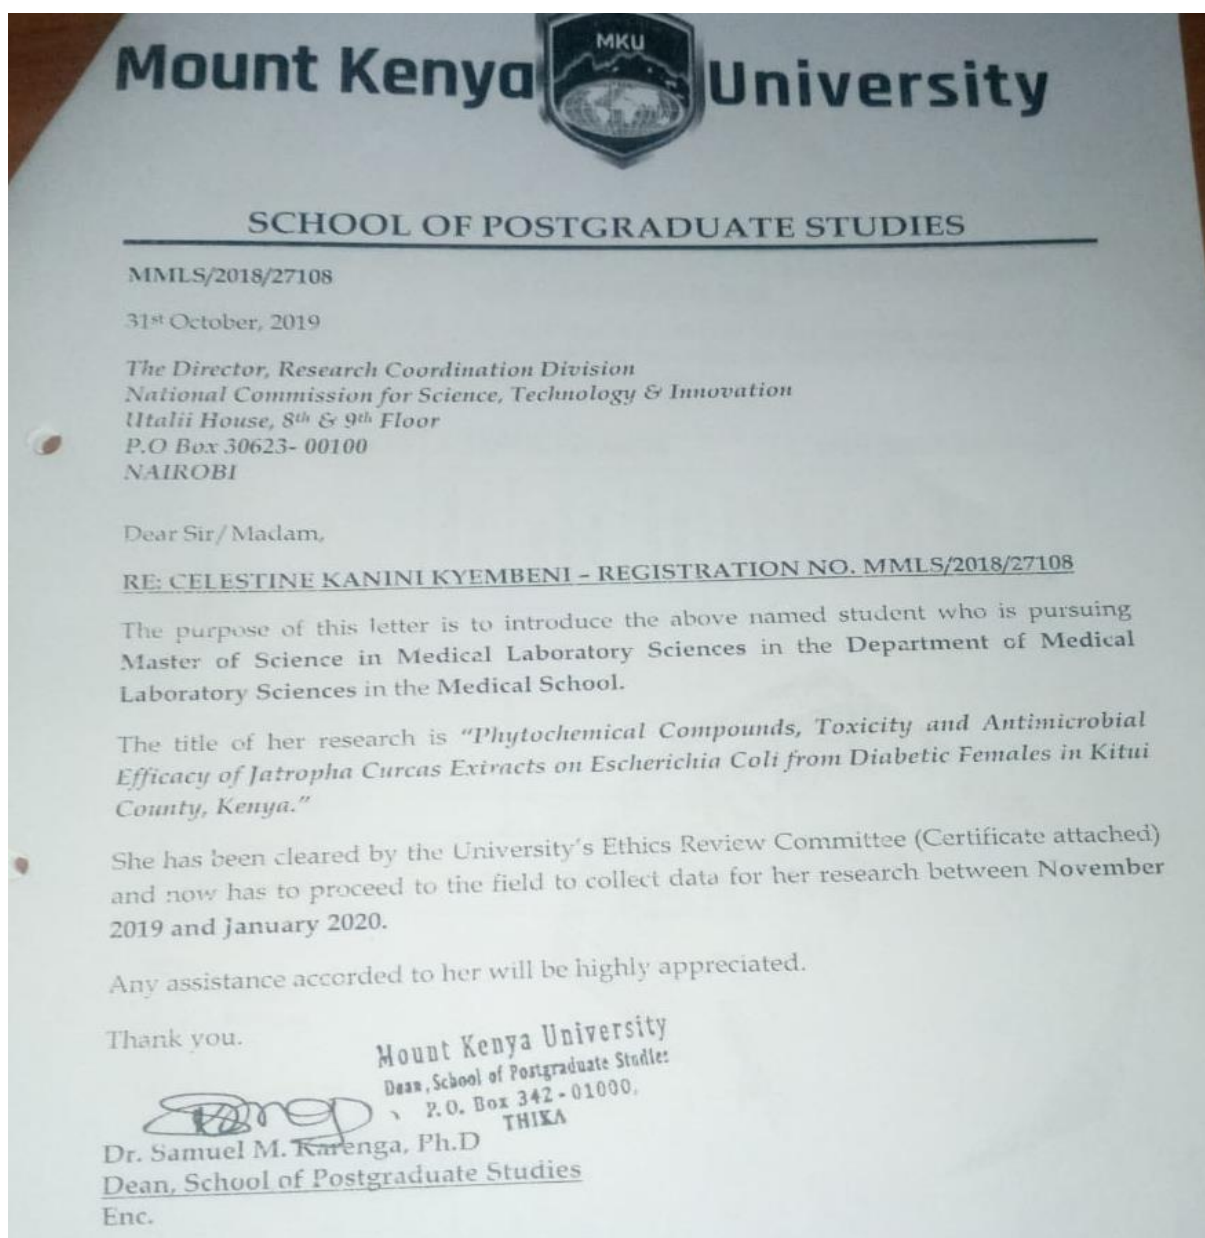 Mount Kenya University
MKU
SCHOOL OF POSTGRADUATE STUDIES
MMLS/2018/27108
31st October, 2019
The Director, Research Coordination Division
National Commission for Science, Technology & Innovation
Utalii House, 8th & 9th Floor
P.O Box 30623- 00100
NAIROBI
Dear Sir/Madam,
RE: CELESTINE KANINI KYEMBENI – REGISTRATION NO. MMLS/2018/27108
The purpose of this letter is to introduce the above named student who is pursuing
Master of Science in Medical Laboratory Sciences in the Department of Medical
Laboratory Sciences in the Medical School.
The title of her research is "Phytochemical Compounds, Toxicity and Antimicrobial
Efficacy of Jatropha Curcas Extracts on Escherichia Coli from Diabetic Females in Kitui
County, Kenya."
She has been cleared by the University's Ethics Review Committee (Certificate attached)
and now has to proceed to the field to collect data for her research between November
2019 and January 2020.
Any assistance accorded to her will be highly appreciated.
Thank you.
Mount Kenya University
Dean, School of Postgraduate Studies
P.O. Box 342 - 01000,
THIKA
Dr. Samuel M. Karenga, Ph.D
Dean, School of Postgraduate Studies
Enc.